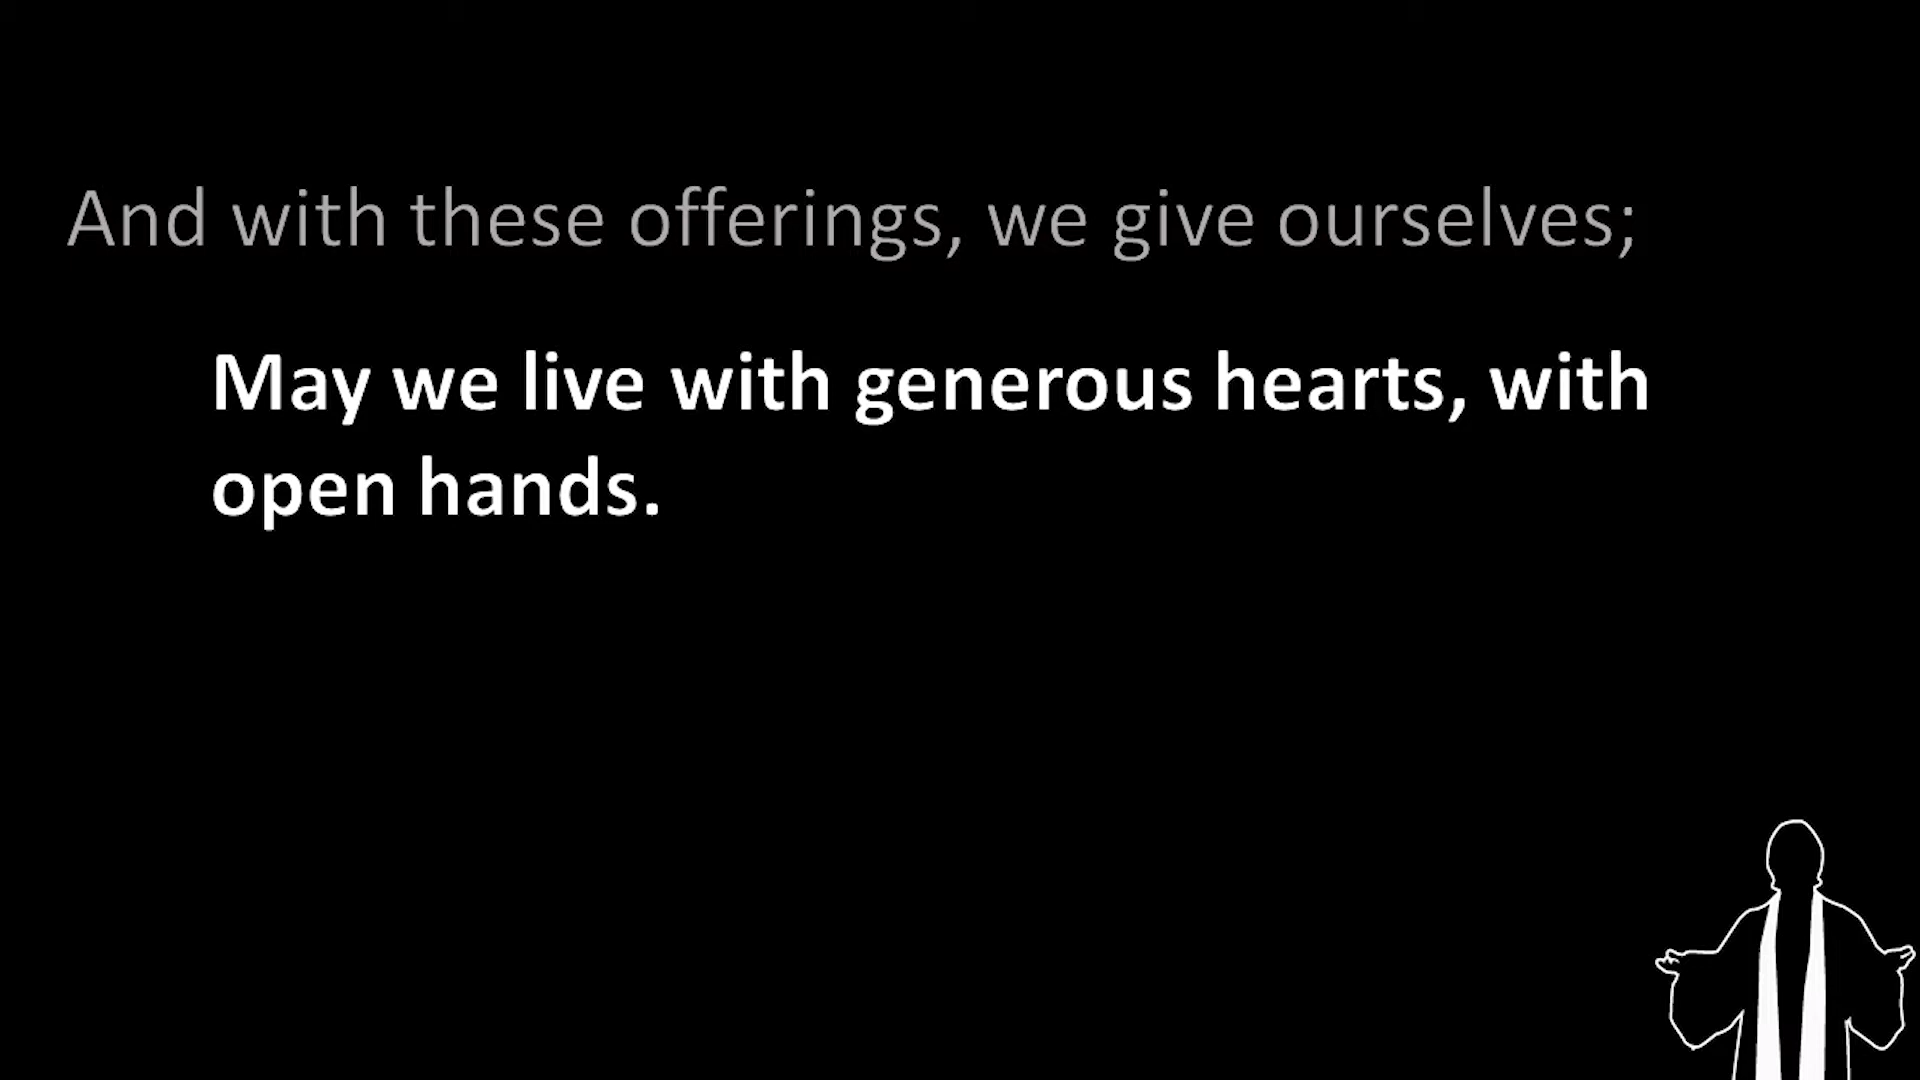 And with these offerings, we give ourselves;
May we live with generous hearts, with
open hands.